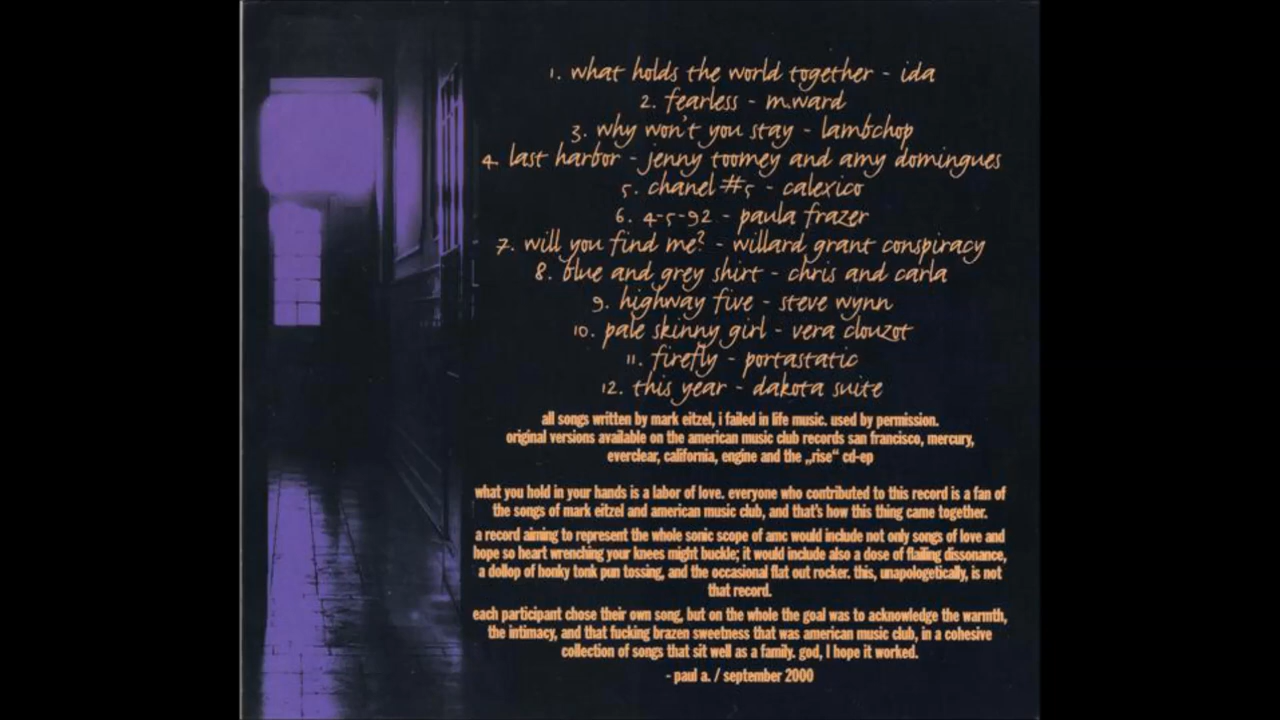 1. what holds the world together - ida
2. fearless - m.ward
3. why won't you stay - lambchop
4. last harbor - jenny toomey and amy domingues
5. chanel #5 - calexico
6. 4-5-92 - paula frazer
7. will you find me? - willard grant conspiracy
8. blue and grey shirt - chris and carla
9. highway five - steve wynn
10. pale skinny girl - vera clouzot
11. firefly - portastatic
12. this year - dakota suite
all songs written by mark eitzel, i failed in life music. used by permission.
original versions available on the american music club records san francisco, mercury,
everclear, california, engine and the „rise“ cd-ep
what you hold in your hands is a labor of love. everyone who contributed to this record is a fan of
the songs of mark eitzel and american music club, and that's how this thing came together.
a record aiming to represent the whole sonic scope of amc would include not only songs of love and
hope so heart wrenching your knees might buckle; it would include also a dose of flailing dissonance,
a dollop of honky tonk pun tossing, and the occasional flat out rocker. this, unapologetically, is not
that record.
each participant chose their own song, but on the whole the goal was to acknowledge the warmth,
the intimacy, and that fucking brazen sweetness that was american music club, in a cohesive
collection of songs that sit well as a family. god, I hope it worked.
- paul a. / september 2000